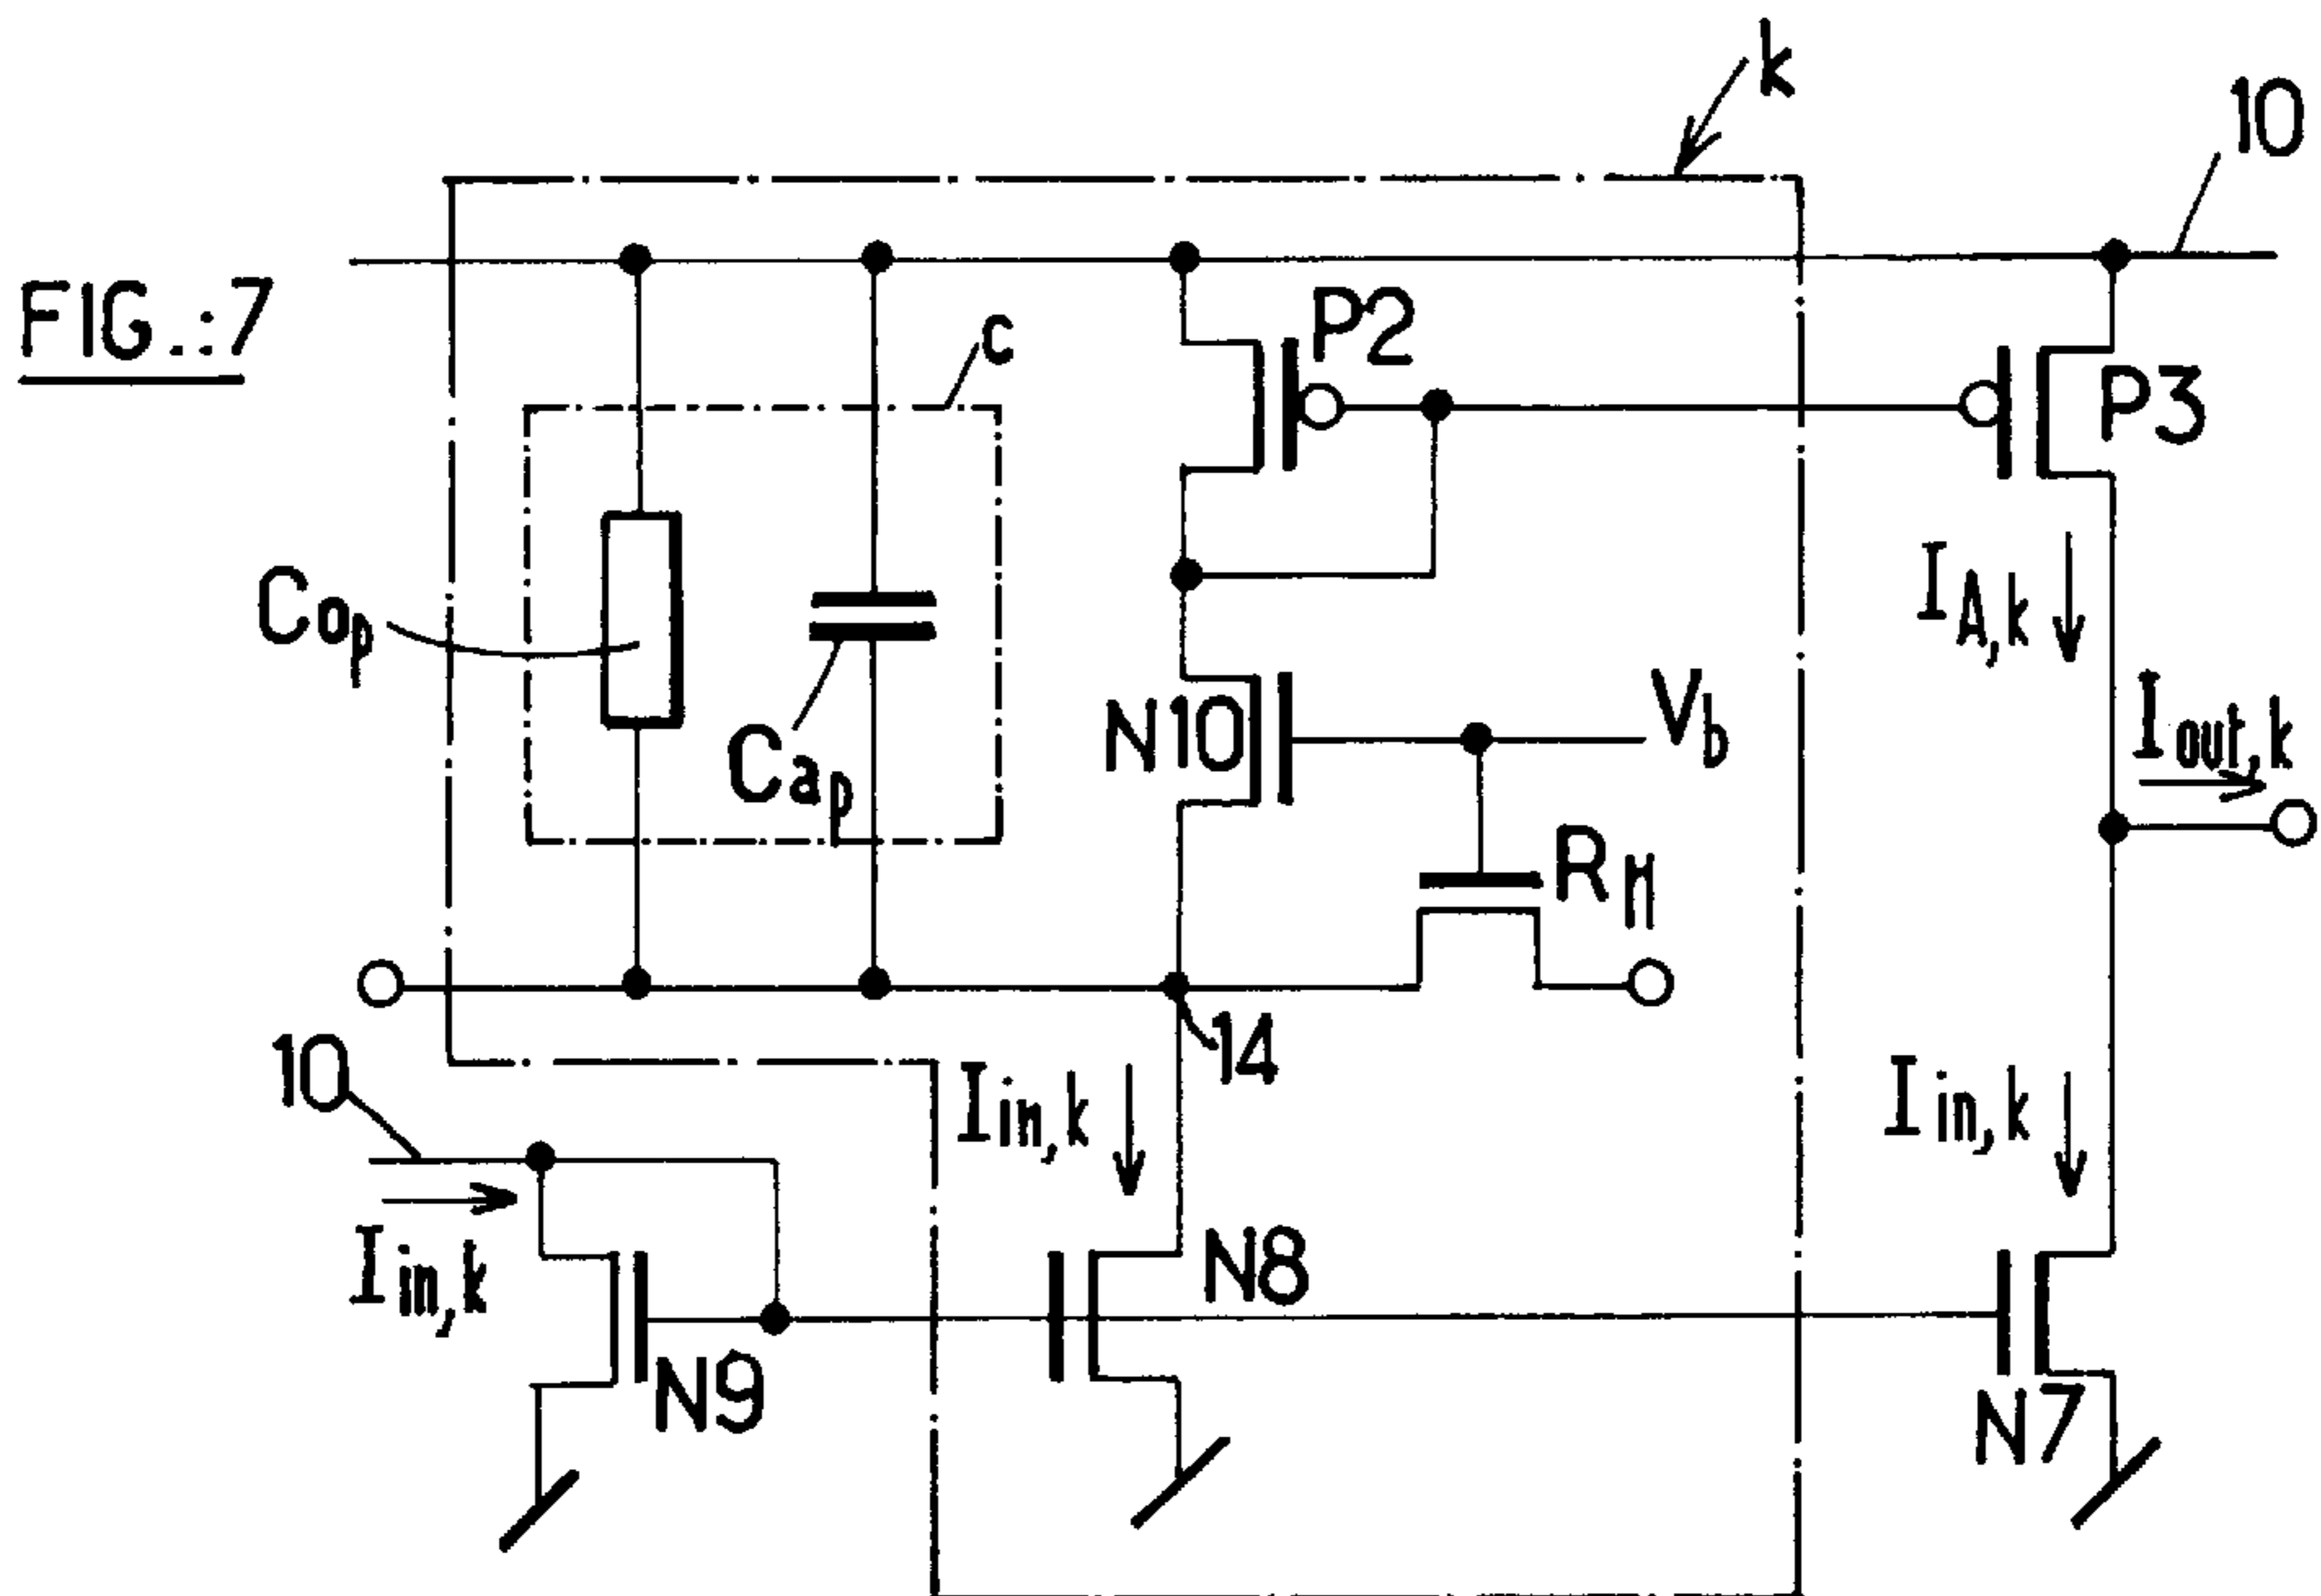 k
10
FIG.:7
P2
c
P3
Cop
IA,k
N10
Vb
Iout,k
Cap
RH
14
10
Iin,k
Iin,k
Iin,k
N8
N9
N7